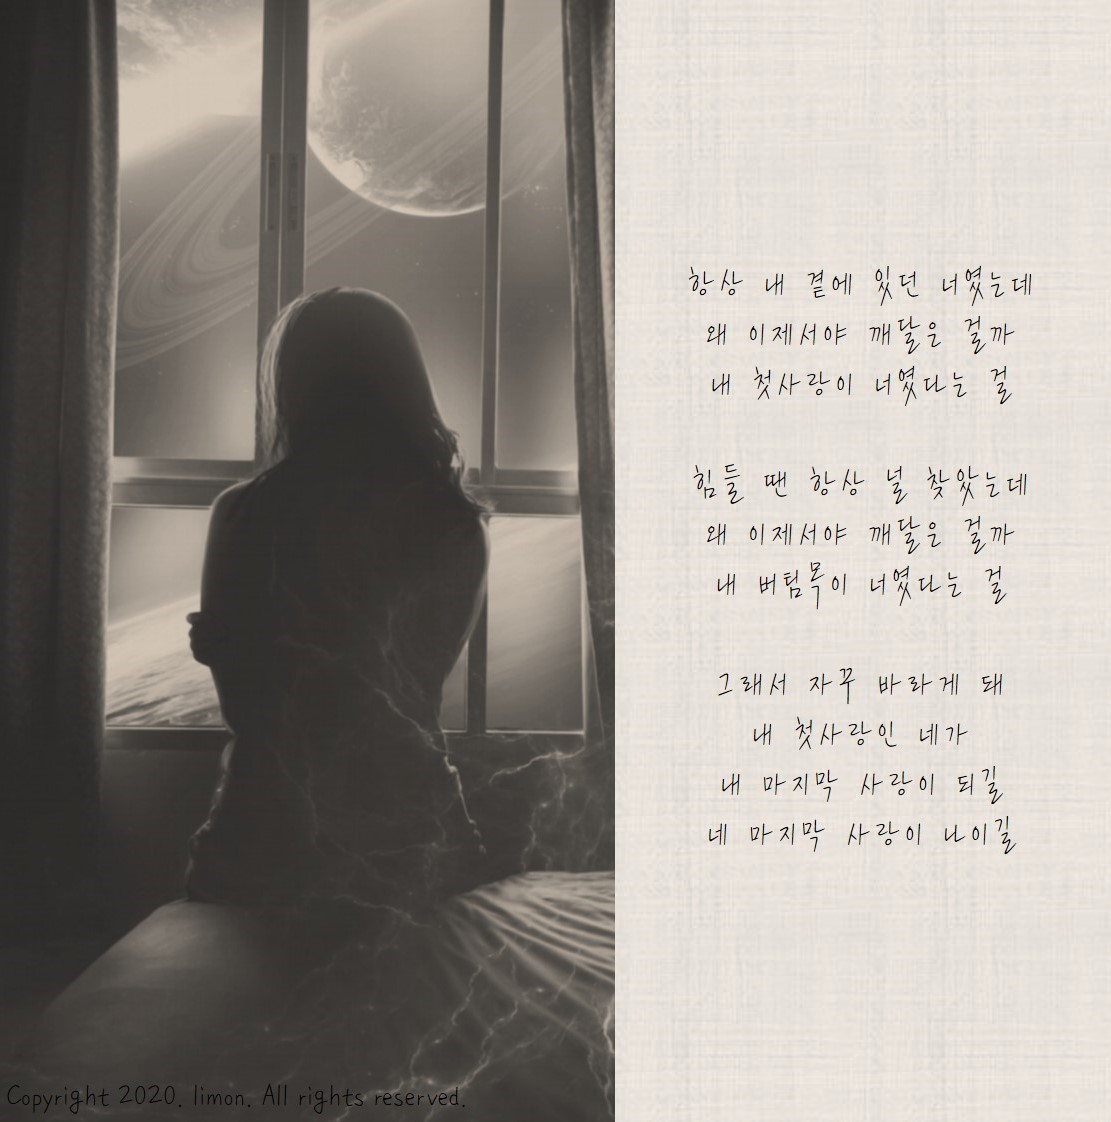 항상 내 곁에 있던 너였는데
왜 이제서야 깨달은 걸까
내 첫사랑이 너였다는 걸
힘들 땐 항상 널 찾았는데
왜 이제서야 깨달은 걸까
내 버팀목이 너였다는 걸
그래서 자꾸 바라게 돼
내 첫사랑인 네가
내 마지막 사랑이 되길
네 마지막 사랑이 나이길
Copyright 2020. limon. All rights reserved.